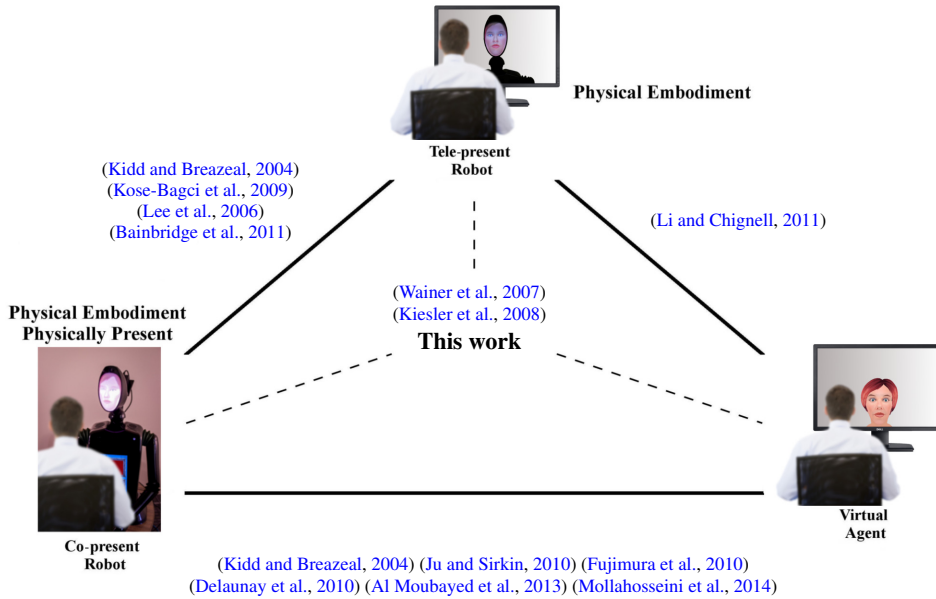 Physical Embodiment
Tele-present
Robot
(Kidd and Breazeal, 2004)
(Kose-Bagci et al., 2009)
(Lee et al., 2006)
(Bainbridge et al., 2011)
(Li and Chignell, 2011)
(Wainer et al., 2007)
(Kiesler et al., 2008)
This work
Physical Embodiment
Physically Present
Co-present
Robot
Virtual
Agent
(Kidd and Breazeal, 2004) (Ju and Sirkin, 2010) (Fujimura et al., 2010)
(Delaunay et al., 2010) (Al Moubayed et al., 2013) (Mollahosseini et al., 2014)